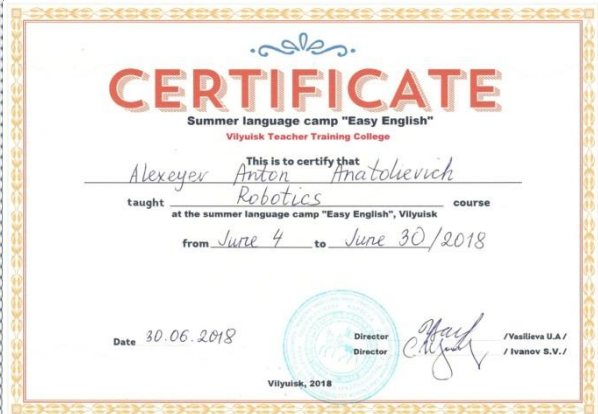 CERTIFICATE
Summer language camp "Easy English"
Vilyuisk Teacher Training College
This is to certify that
Alexeyev Anton Anatolievich
taught Robotics course
at the summer language camp "Easy English", Vilyuisk
from June 4 to June 30/2018
Date 30.06.2018
Director /Vasilieva U.A/
Director / Ivanov S.V./
Vilyuisk, 2018